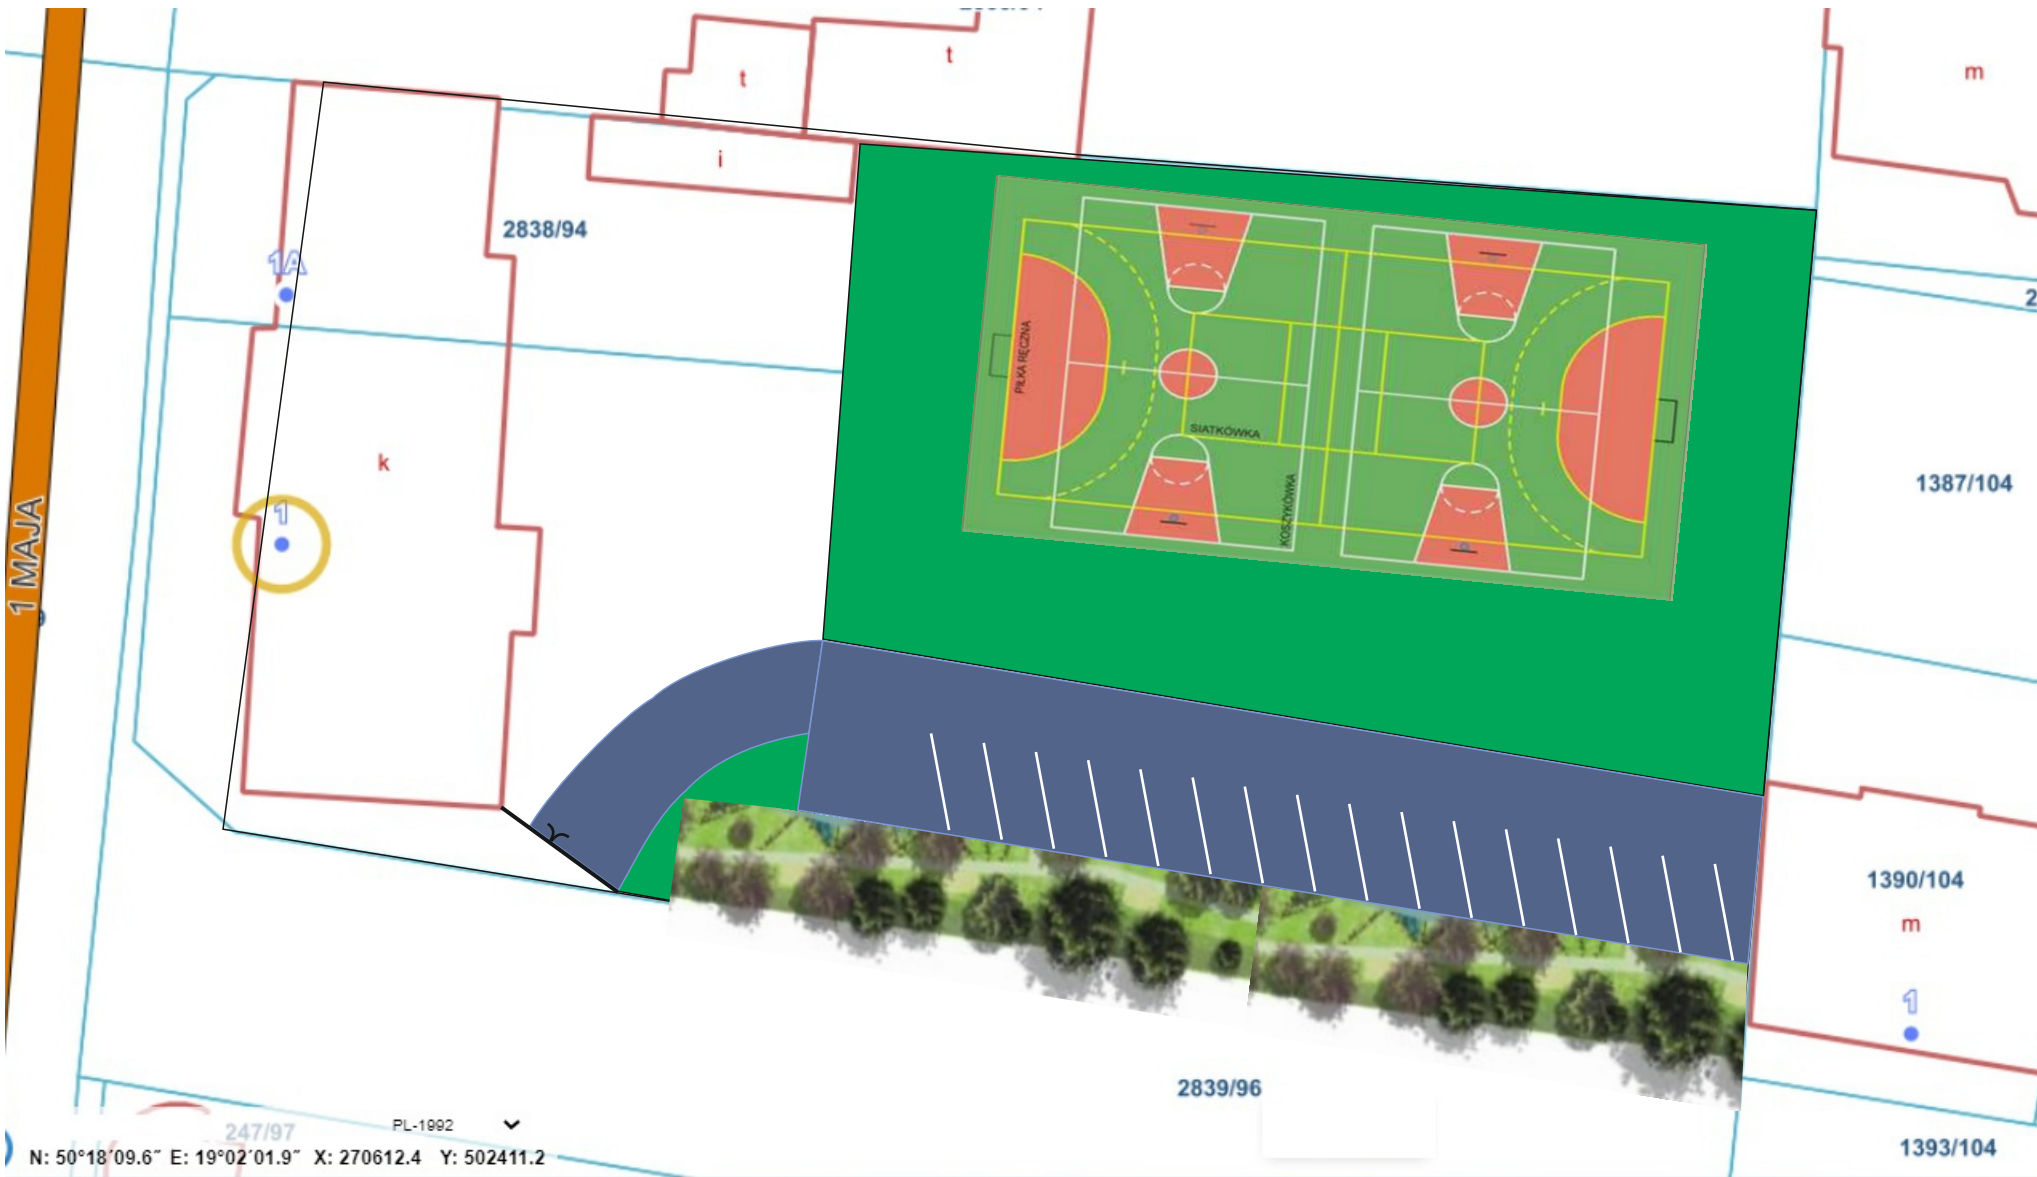 t
t
m
i
2838/94
1A
PIŁKA RĘCZNA
SIATKÓWKA
KOSZYKÓWKA
k
1
1 MAJA
1387/104
1390/104
m
1
2839/96
247/97
PL-1992
N: 50°18′09.6″ E: 19°02′01.9″ X: 270612.4 Y: 502411.2
1393/104